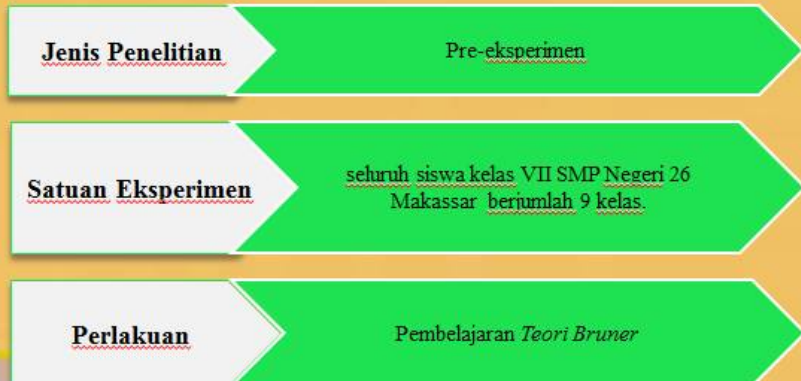 Jenis Penelitian
Pre-eksperimen
Satuan Eksperimen
seluruh siswa kelas VII SMP Negeri 26
Makassar berjumlah 9 kelas.
Perlakuan
Pembelajaran Teori Bruner